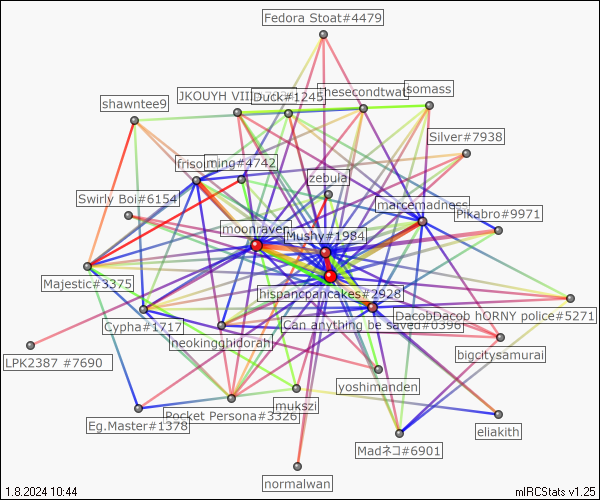 Fedora Stoat#4479
JKOUYH VII
Duck#1245
hesecondtwat
somass
shawntee9
Silver#7938
friso
ming#4742
zebula
Swirly Boi#6154
marcemadness
Pikabro#9971
moonraven
Mushy#1984
Majestic#3375
hispancpancakes#2928
DacobDacob hORNY police#5271
Cypha#1717
Can anything be saved#0396
heokingghidorah
bigcitysamurai
LPK2387 #7690
yoshimanden
mukszi
Pocket Persona#3326
Eg.Master#1378
eliakith
Madネコ#6901
normalwan
1.8.2024 10:44
mIRCStats v1.25